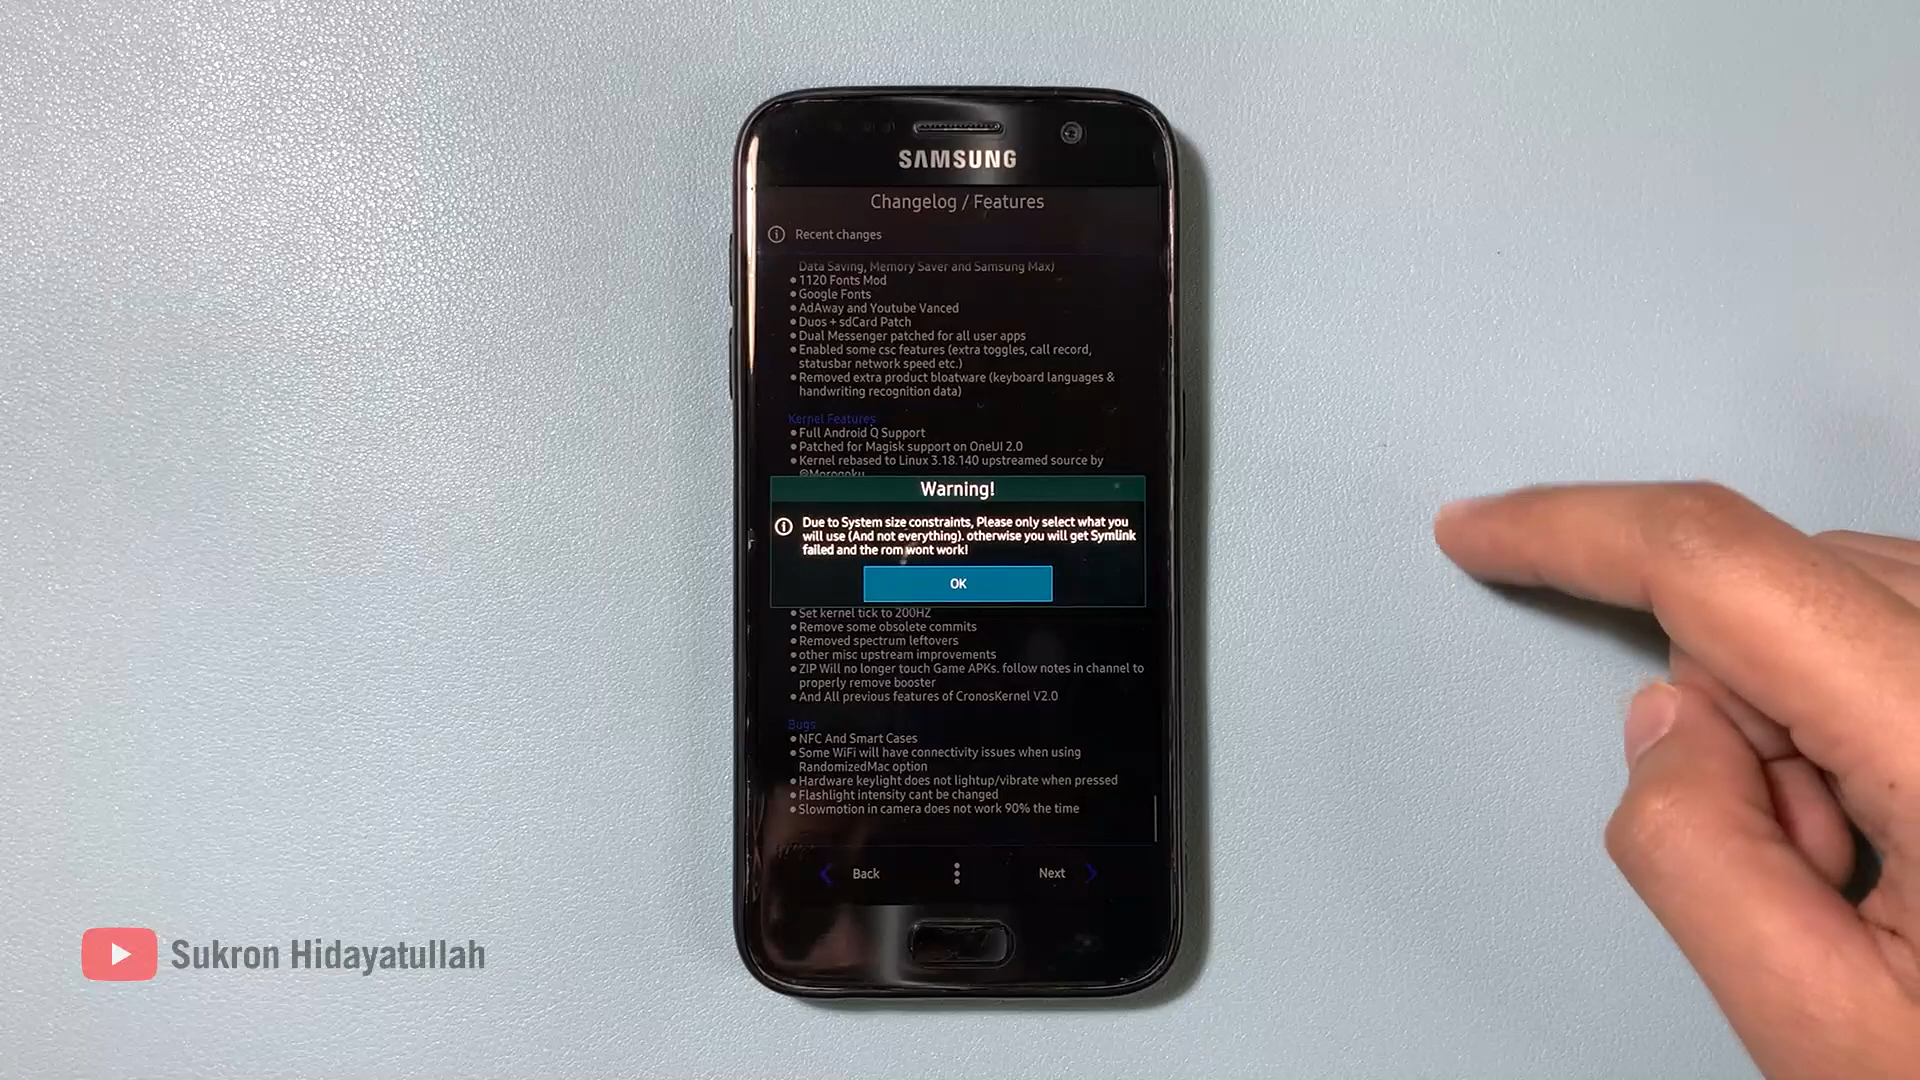 SAMSUNG
Changelog / Features
Recent changes
Data Saving, Memory Saver and Samsung Max)
● 1120 Fonts Mod
● Google Fonts
● AdAway and Youtube Vanced
● Duos + sdCard Patch
● Dual Messenger patched for all user apps
● Enabled some csc features (extra toggles, call record,
statusbar network speed etc.)
● Removed extra product bloatware (keyboard languages &
handwriting recognition data)
Kernel Features
● Full Android Q Support
● Patched for Magisk support on OneUI 2.0
● Kernel rebased to Linux 3.18.140 upstreamed source by
@Morogoku
Warning!
Due to System size constraints, Please only select what you
will use (And not everything). otherwise you will get Symlink
failed and the rom wont work!
OK
● Set kernel tick to 200HZ
● Remove some obsolete commits
● Removed spectrum leftovers
● other misc upstream improvements
● ZIP Will no longer touch Game APKs. follow notes in channel to
properly remove booster
● And All previous features of CronosKernel V2.0
Bugs
● NFC And Smart Cases
● Some WiFi will have connectivity issues when using
RandomizedMac option
● Hardware keylight does not lightup/vibrate when pressed
● Flashlight intensity cant be changed
● Slowmotion in camera does not work 90% the time
Back
Next
Sukron Hidayatullah